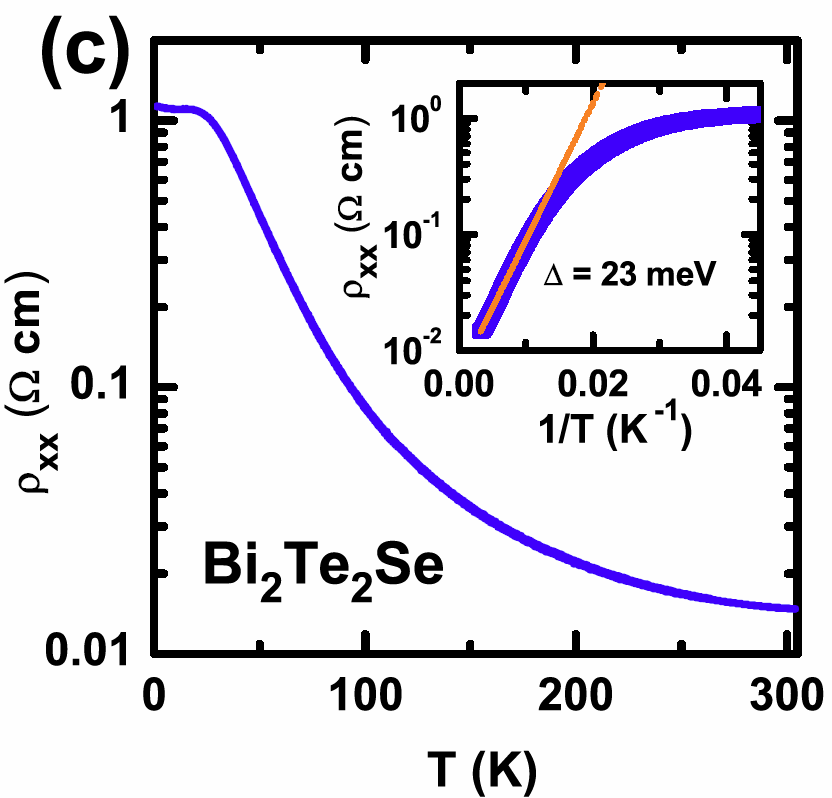 (c)
1
0.1
0.01
ρxx (Ω cm)
0
100
200
300
T (K)
Bi2Te2Se
10^0
10^-1
10^-2
ρxx (Ω cm)
Δ = 23 meV
0.00
0.02
0.04
1/T (K^-1)